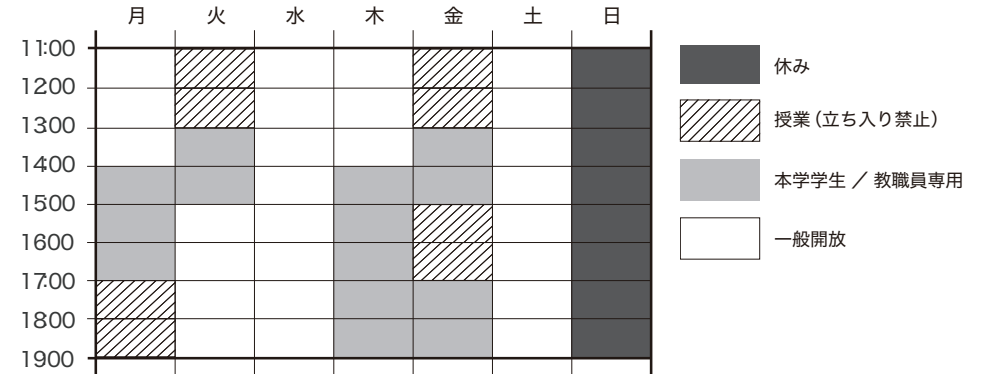 月 火 水 木 金 土 日
11:00
1200
1300
1400
1500
1600
17:00
1800
1900
休み
授業（立ち入り禁止）
本学学生 ／ 教職員専用
一般開放